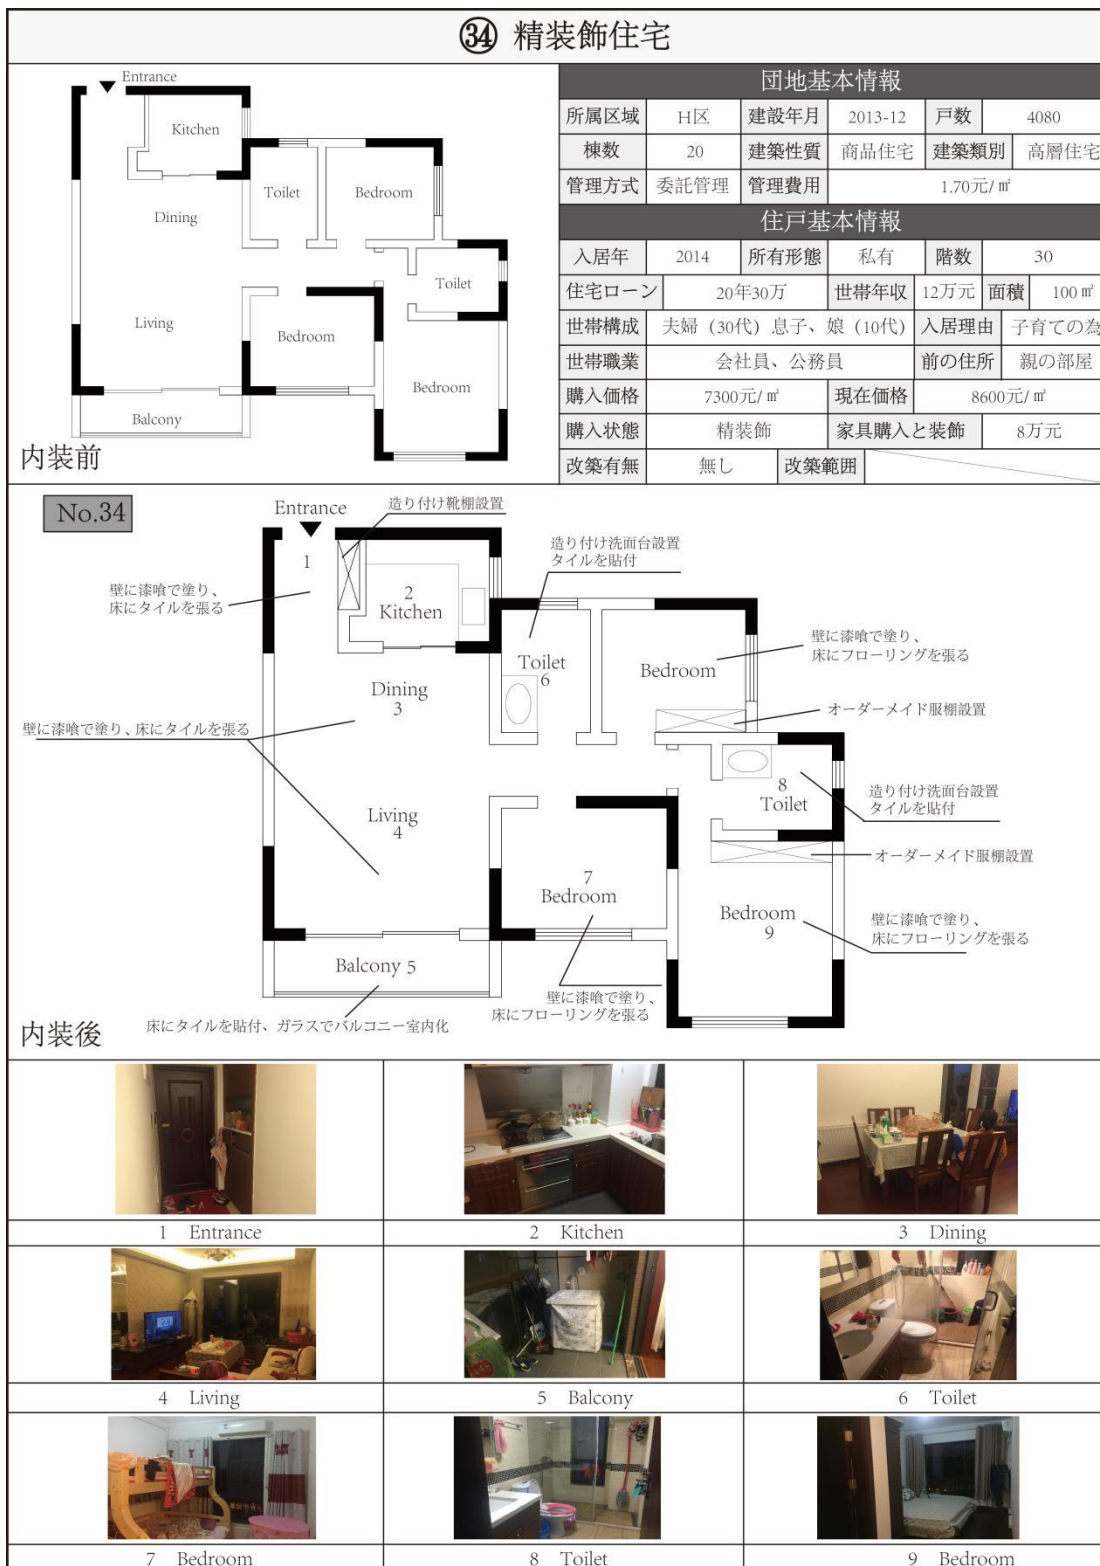 ㉞ 精装飾住宅
Entrance
Kitchen
Toilet
Bedroom
Dining
Toilet
Living
Bedroom
Bedroom
Balcony
内装前
団地基本情報
所属区域 H区 建設年月 2013-12 戸数 4080
棟数 20 建築性質 商品住宅 建築類別 高層住宅
管理方式 委託管理 管理費用 1.70元/㎡
住戸基本情報
入居年 2014 所有形態 私有 階数 30
住宅ローン 20年30万 世帯年収 12万元 面積 100㎡
世帯構成 夫婦（30代）息子、娘（10代） 入居理由 子育ての為
世帯職業 会社員、公務員 前の住所 親の部屋
購入価格 7300元/㎡ 現在価格 8600元/㎡
購入状態 精装飾 家具購入と装飾 8万元
改築有無 無し 改築範囲
No.34
Entrance
造り付け靴棚設置
1
造り付け洗面台設置
タイルを貼付
壁に漆喰で塗り、
床にタイルを張る
2
Kitchen
壁に漆喰で塗り、
床にフローリングを張る
Toilet
6
Bedroom
Dining
3
オーダーメイド服棚設置
壁に漆喰で塗り、床にタイルを張る
8
Toilet
造り付け洗面台設置
タイルを貼付
Living
4
オーダーメイド服棚設置
7
Bedroom
Bedroom
9
壁に漆喰で塗り、
床にフローリングを張る
Balcony 5
壁に漆喰で塗り、
床にフローリングを張る
床にタイルを貼付、ガラスでバルコニー室内化
内装後
1 Entrance
2 Kitchen
3 Dining
4 Living
5 Balcony
6 Toilet
7 Bedroom
8 Toilet
9 Bedroom